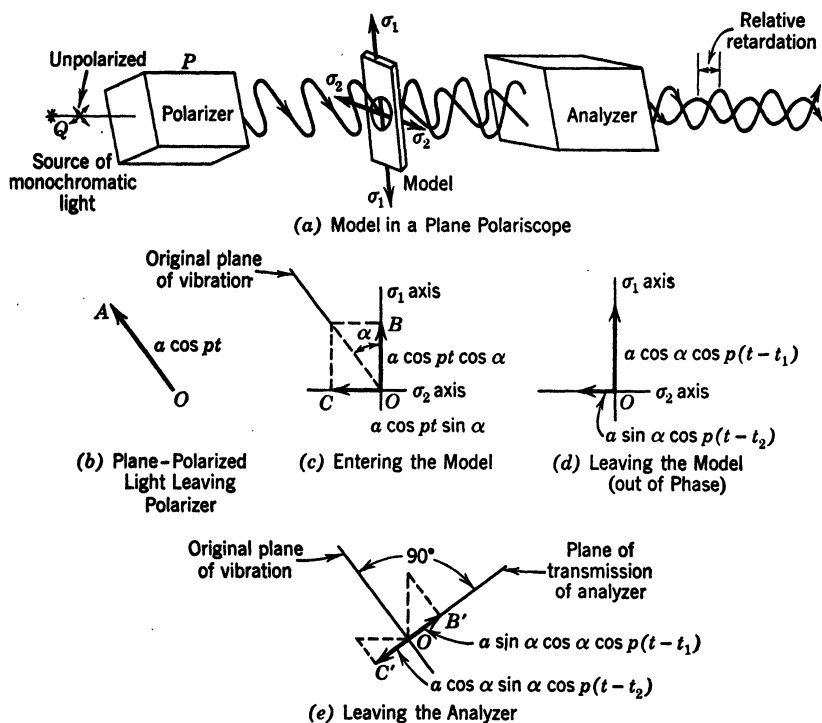 σ₁
Relative
retardation
Unpolarized
P
Polarizer
σ₂
Analyzer
Q
σ₂
Source of
monochromatic
light
σ₁
Model
(a) Model in a Plane Polariscope
Original plane
of vibration
σ₁ axis
σ₁ axis
A
B
a cos pt
α
a cos pt cos α
a cos α cos p(t − t₁)
O
C
O
σ₂ axis
O
σ₂ axis
a cos pt sin α
a sin α cos p(t − t₂)
(b) Plane-Polarized
Light Leaving
Polarizer
(c) Entering the Model
(d) Leaving the Model
(out of Phase)
Original plane
of vibration
90°
Plane of
transmission
of analyzer
B′
O
a sin α cos α cos p(t − t₁)
C′
a cos α sin α cos p(t − t₂)
(e) Leaving the Analyzer